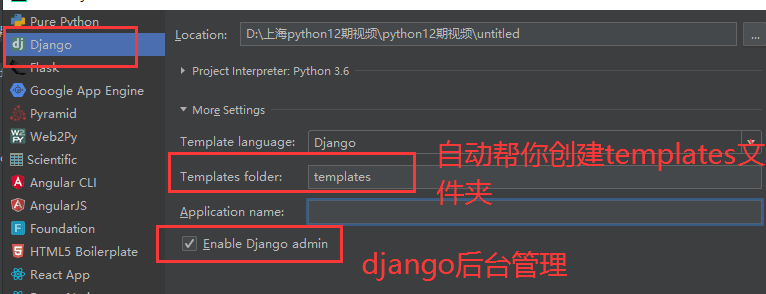 Pure Python
Django
Flask
Google App Engine
Pyramid
Web2Py
Scientific
Angular CLI
AngularJS
Foundation
HTML5 Boilerplate
React App
Location: D:\上海python12期视频\python12期视频\untitled ...
Project Interpreter: Python 3.6
More Settings
Template language: Django
Templates folder: templates
自动帮你创建templates文
件夹
Application name:
Enable Django admin
django后台管理